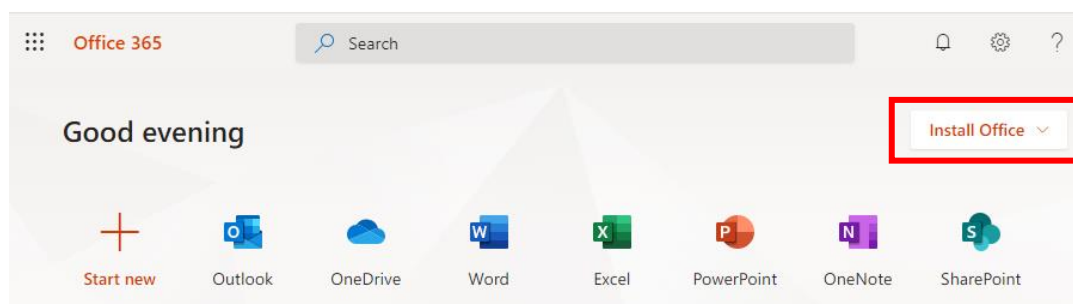 Office 365
Search
?
Good evening
Install Office
O
W
X
P
N
S
Start new
Outlook
OneDrive
Word
Excel
PowerPoint
OneNote
SharePoint